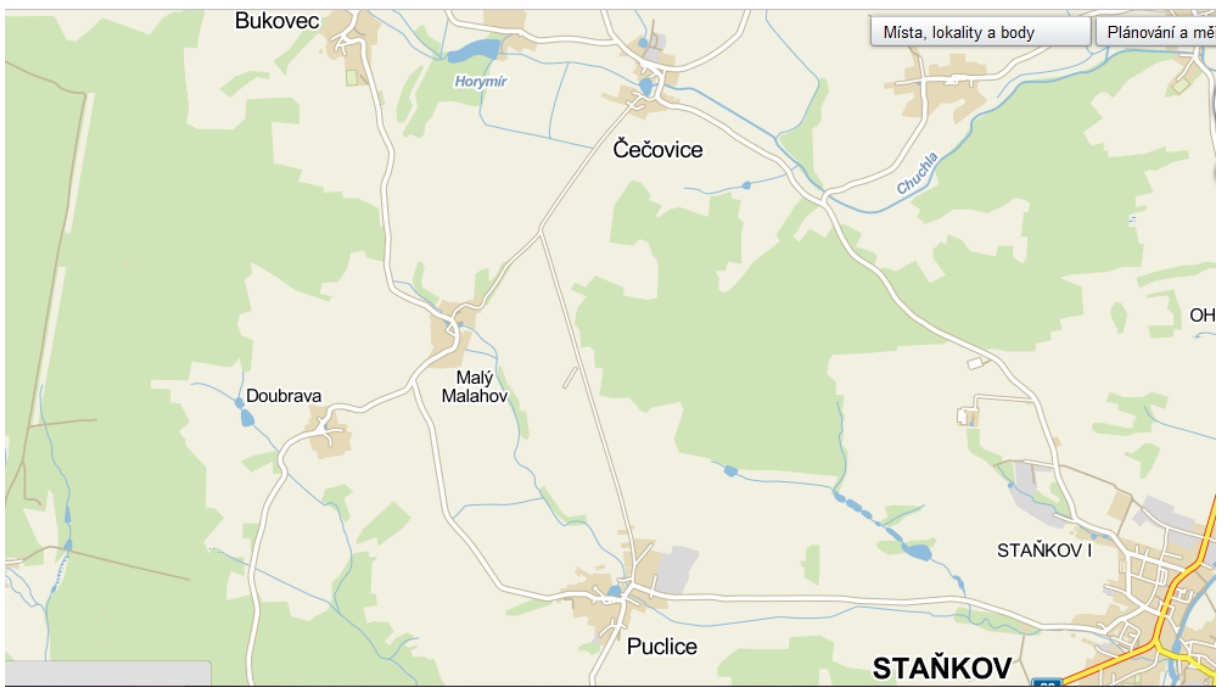 Bukovec
Místa, lokality a body
Plánování a mě
Horymír
Čečovice
Chuchla
OH
Malý
Malahov
Doubrava
STAŇKOV I
Puclice
STAŇKOV